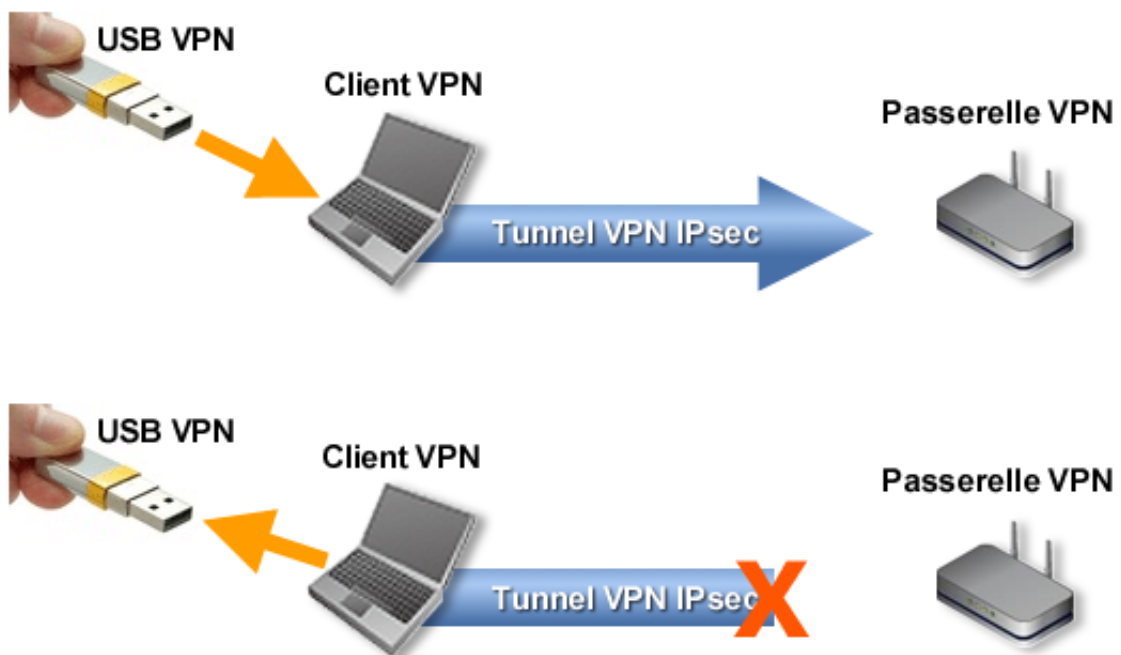 USB VPN
Client VPN
Passerelle VPN
Tunnel VPN IPsec
USB VPN
Client VPN
Passerelle VPN
Tunnel VPN IPsec
X